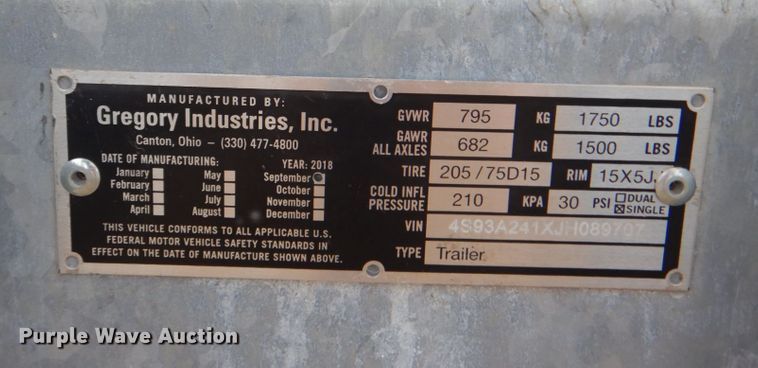 MANUFACTURED BY:
Gregory Industries, Inc.
Canton, Ohio – (330) 477-4800
DATE OF MANUFACTURING: YEAR: 2018
January May September
February June October
March July November
April August December
THIS VEHICLE CONFORMS TO ALL APPLICABLE U.S.
FEDERAL MOTOR VEHICLE SAFETY STANDARDS IN
EFFECT ON THE DATE OF MANUFACTURE SHOWN ABOVE.
GVWR 795 KG 1750 LBS
GAWR
ALL AXLES 682 KG 1500 LBS
TIRE 205/75D15 RIM 15X5JJ
COLD INFL
PRESSURE 210 KPA 30 PSI DUAL
SINGLE
VIN 4S93A241XJH089707
TYPE Trailer
Purple Wave Auction